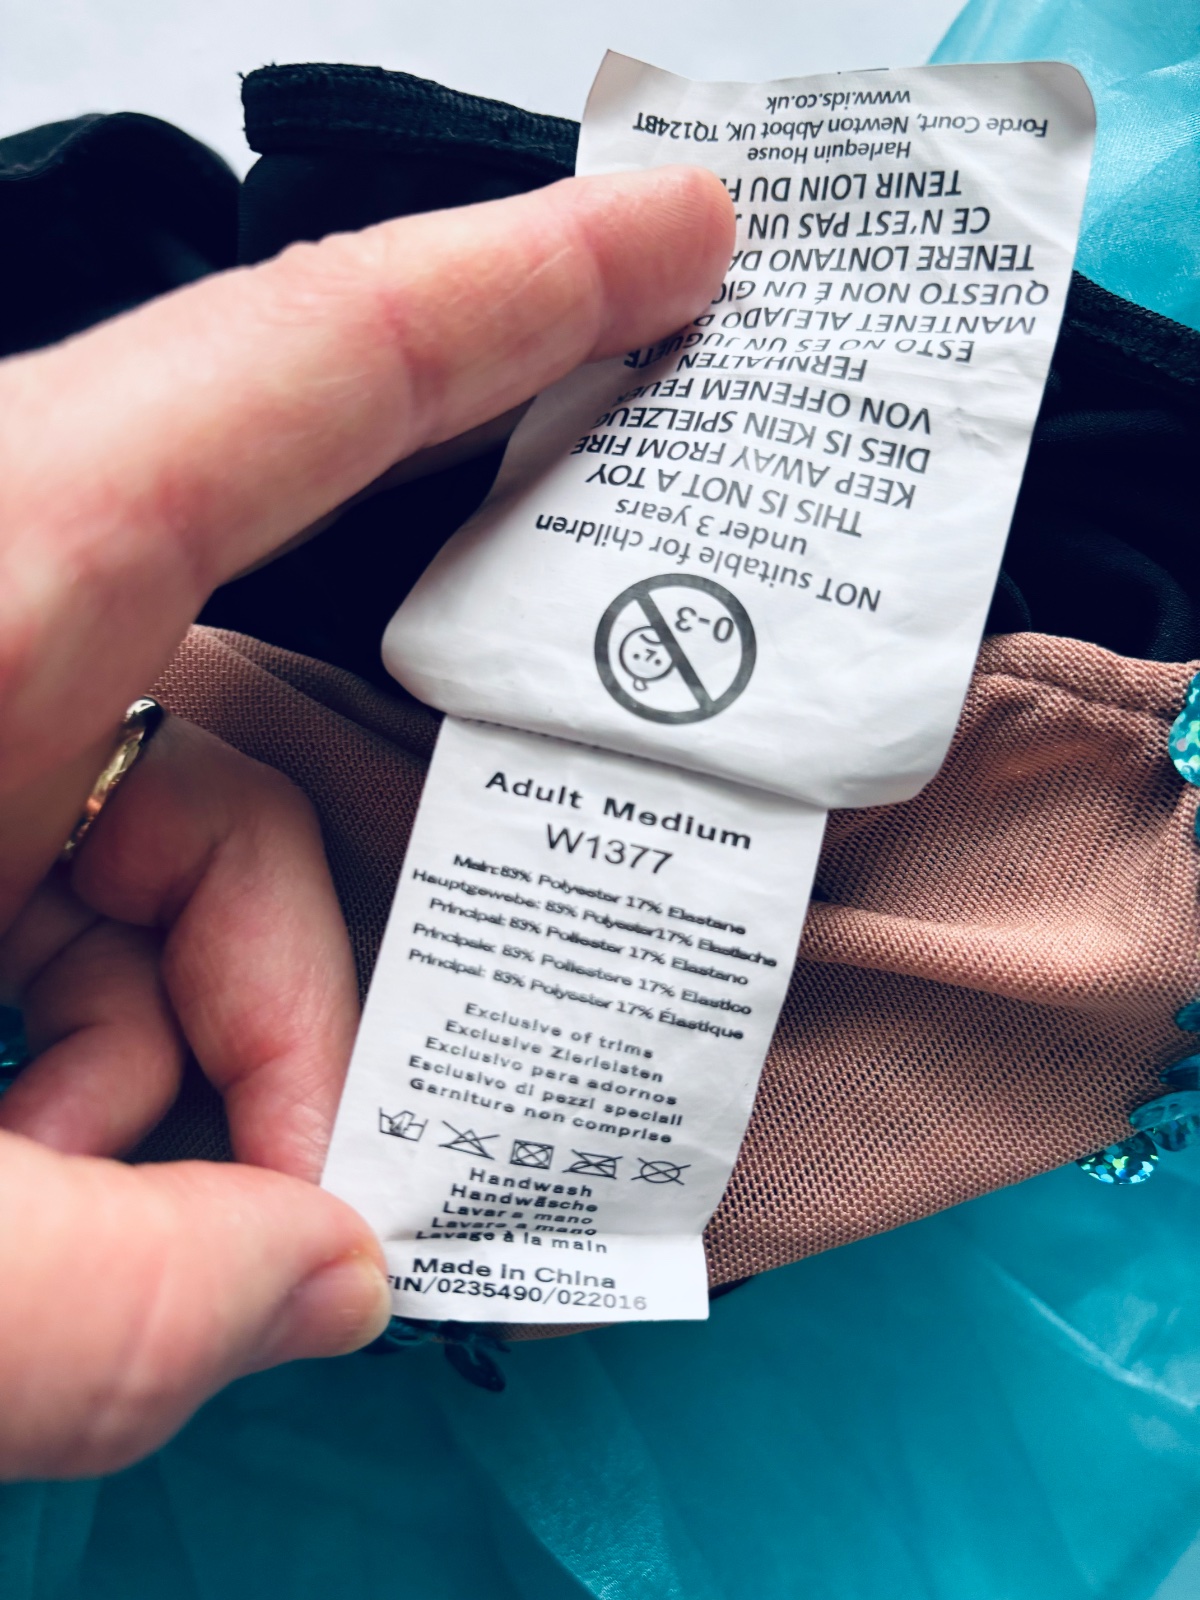 Adult Medium
W1377
Main: 83% Polyester 17% Elastane
Hauptgewebe: 83% Polyester 17% Elastische
Principal: 83% Poliester 17% Elastano
Principale: 83% Poliestere 17% Elastico
Principal: 83% Polyester 17% Élastique
Exclusive of trims
Exclusive Zierleisten
Exclusivo para adornos
Esclusivo di pezzi speciali
Garniture non comprise
Handwash
Handwäsche
Lavar a mano
Lavare a mano
Lavage à la main
Made in China
FIN/0235490/022016
0-3
NOT suitable for children
under 3 years
THIS IS NOT A TOY
KEEP AWAY FROM FIRE
DIES IS KEIN SPIELZEUG
VON OFFENEM FEUER
FERNHALTEN
ESTO NO ES UN JUGUETE
MANTENET ALEJADO
QUESTO NON È UN
TENERE LONTANO
CE N'EST PAS UN
TENIR LOIN DU
Harlequin House
Forde Court, Newton Abbot UK, TQ124BT
www.ids.co.uk